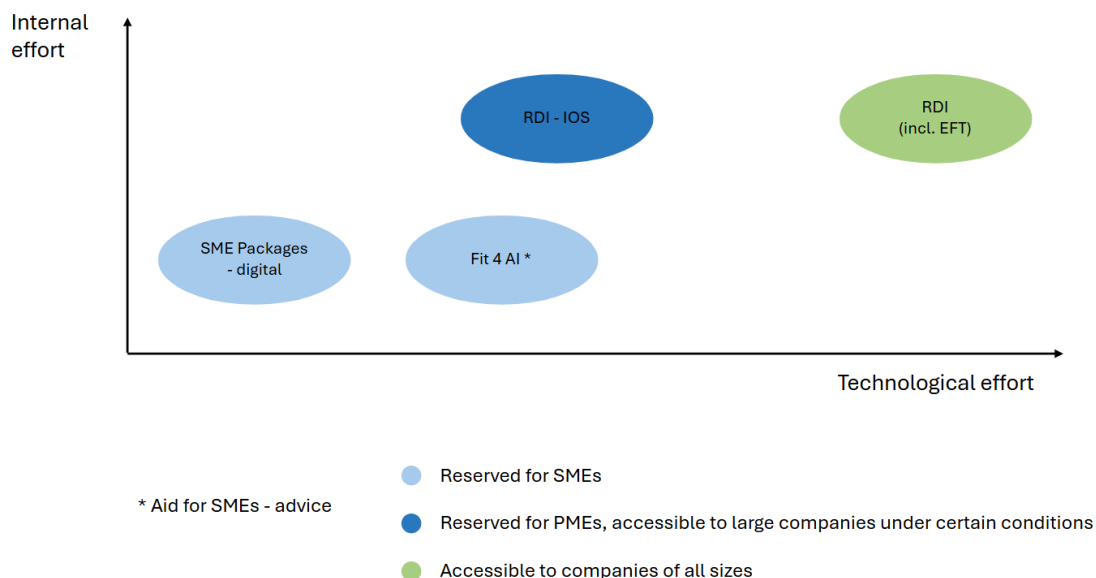 Internal
effort
RDI - IOS
RDI
(incl. EFT)
SME Packages
- digital
Fit 4 AI *
Technological effort
Reserved for SMEs
* Aid for SMEs - advice
Reserved for PMEs, accessible to large companies under certain conditions
Accessible to companies of all sizes